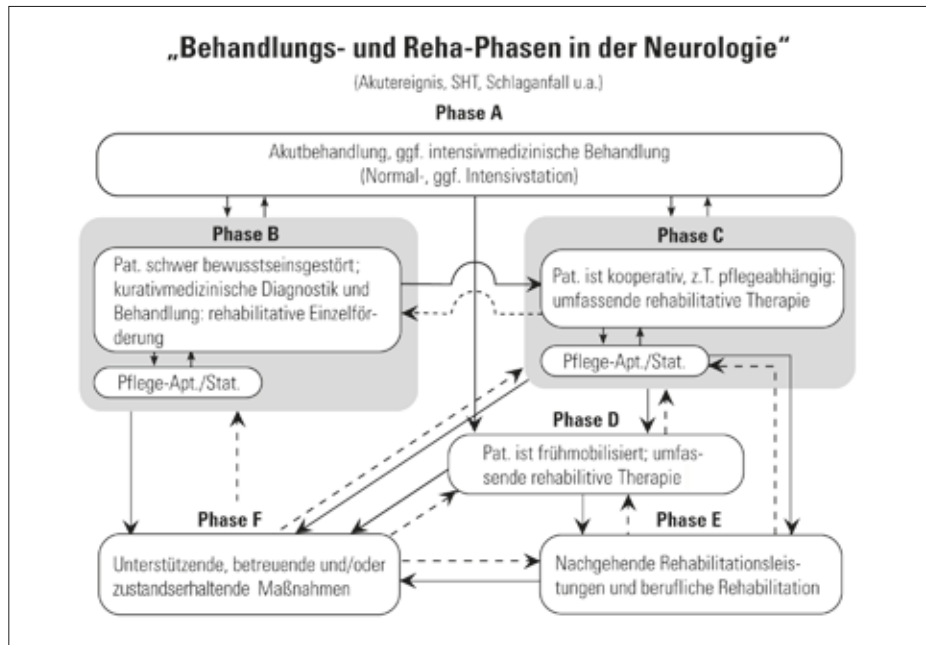 „Behandlungs- und Reha-Phasen in der Neurologie“
(Akutereignis, SHT, Schlaganfall u.a.)
Phase A
Akutbehandlung, ggf. intensivmedizinische Behandlung
(Normal-, ggf. Intensivstation)
Phase B
Pat. schwer bewusstseinsgestört;
kurativmedizinische Diagnostik und
Behandlung: rehabilitative Einzelför-
derung
Pflege-Apt./Stat.
Phase C
Pat. ist kooperativ, z.T. pflegeabhängig:
umfassende rehabilitative Therapie
Pflege-Apt./Stat.
Phase D
Pat. ist frühmobilisiert; umfas-
sende rehabilitive Therapie
Phase F
Unterstützende, betreuende und/oder
zustandserhaltende Maßnahmen
Phase E
Nachgehende Rehabilitationsleis-
tungen und berufliche Rehabilitation